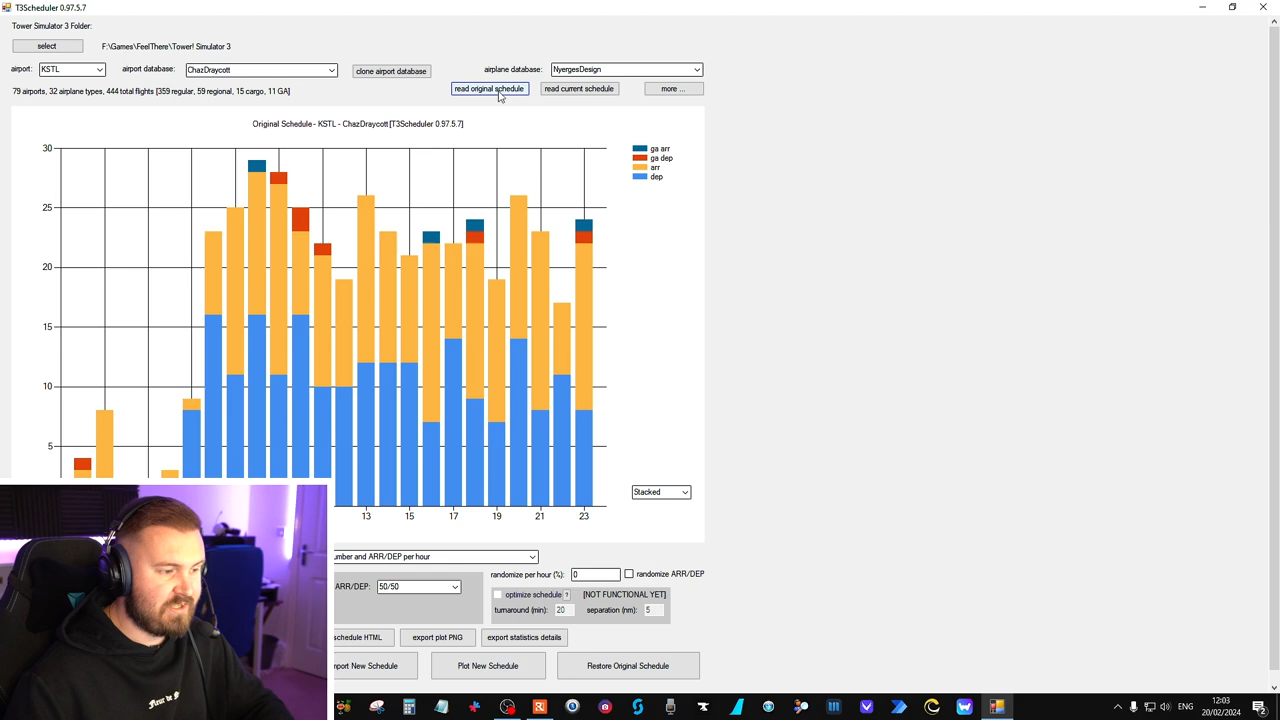 T3Scheduler 0.97.5.7
Tower Simulator 3 Folder:
select F:\Games\FeelThere\Tower! Simulator 3
airport: KSTL airport database: ChazDraycott clone airport database airplane database: NyergesDesign
79 airports, 32 airplane types, 444 total flights [359 regular, 59 regional, 15 cargo, 11 GA] read original schedule read current schedule more ...
Original Schedule - KSTL - ChazDraycott [T3Scheduler 0.97.5.7]
30
25
20
15
10
5
ga arr
ga dep
arr
dep
Stacked
13 15 17 19 21 23
umber and ARR/DEP per hour
randomize per hour (%): 0 randomize ARR/DEP
ARR/DEP: 50/50
optimize schedule ? [NOT FUNCTIONAL YET]
turnaround (min): 20 separation (nm): 5
schedule HTML export plot PNG export statistics details
mport New Schedule Plot New Schedule Restore Original Schedule
ENG 12:03
20/02/2024